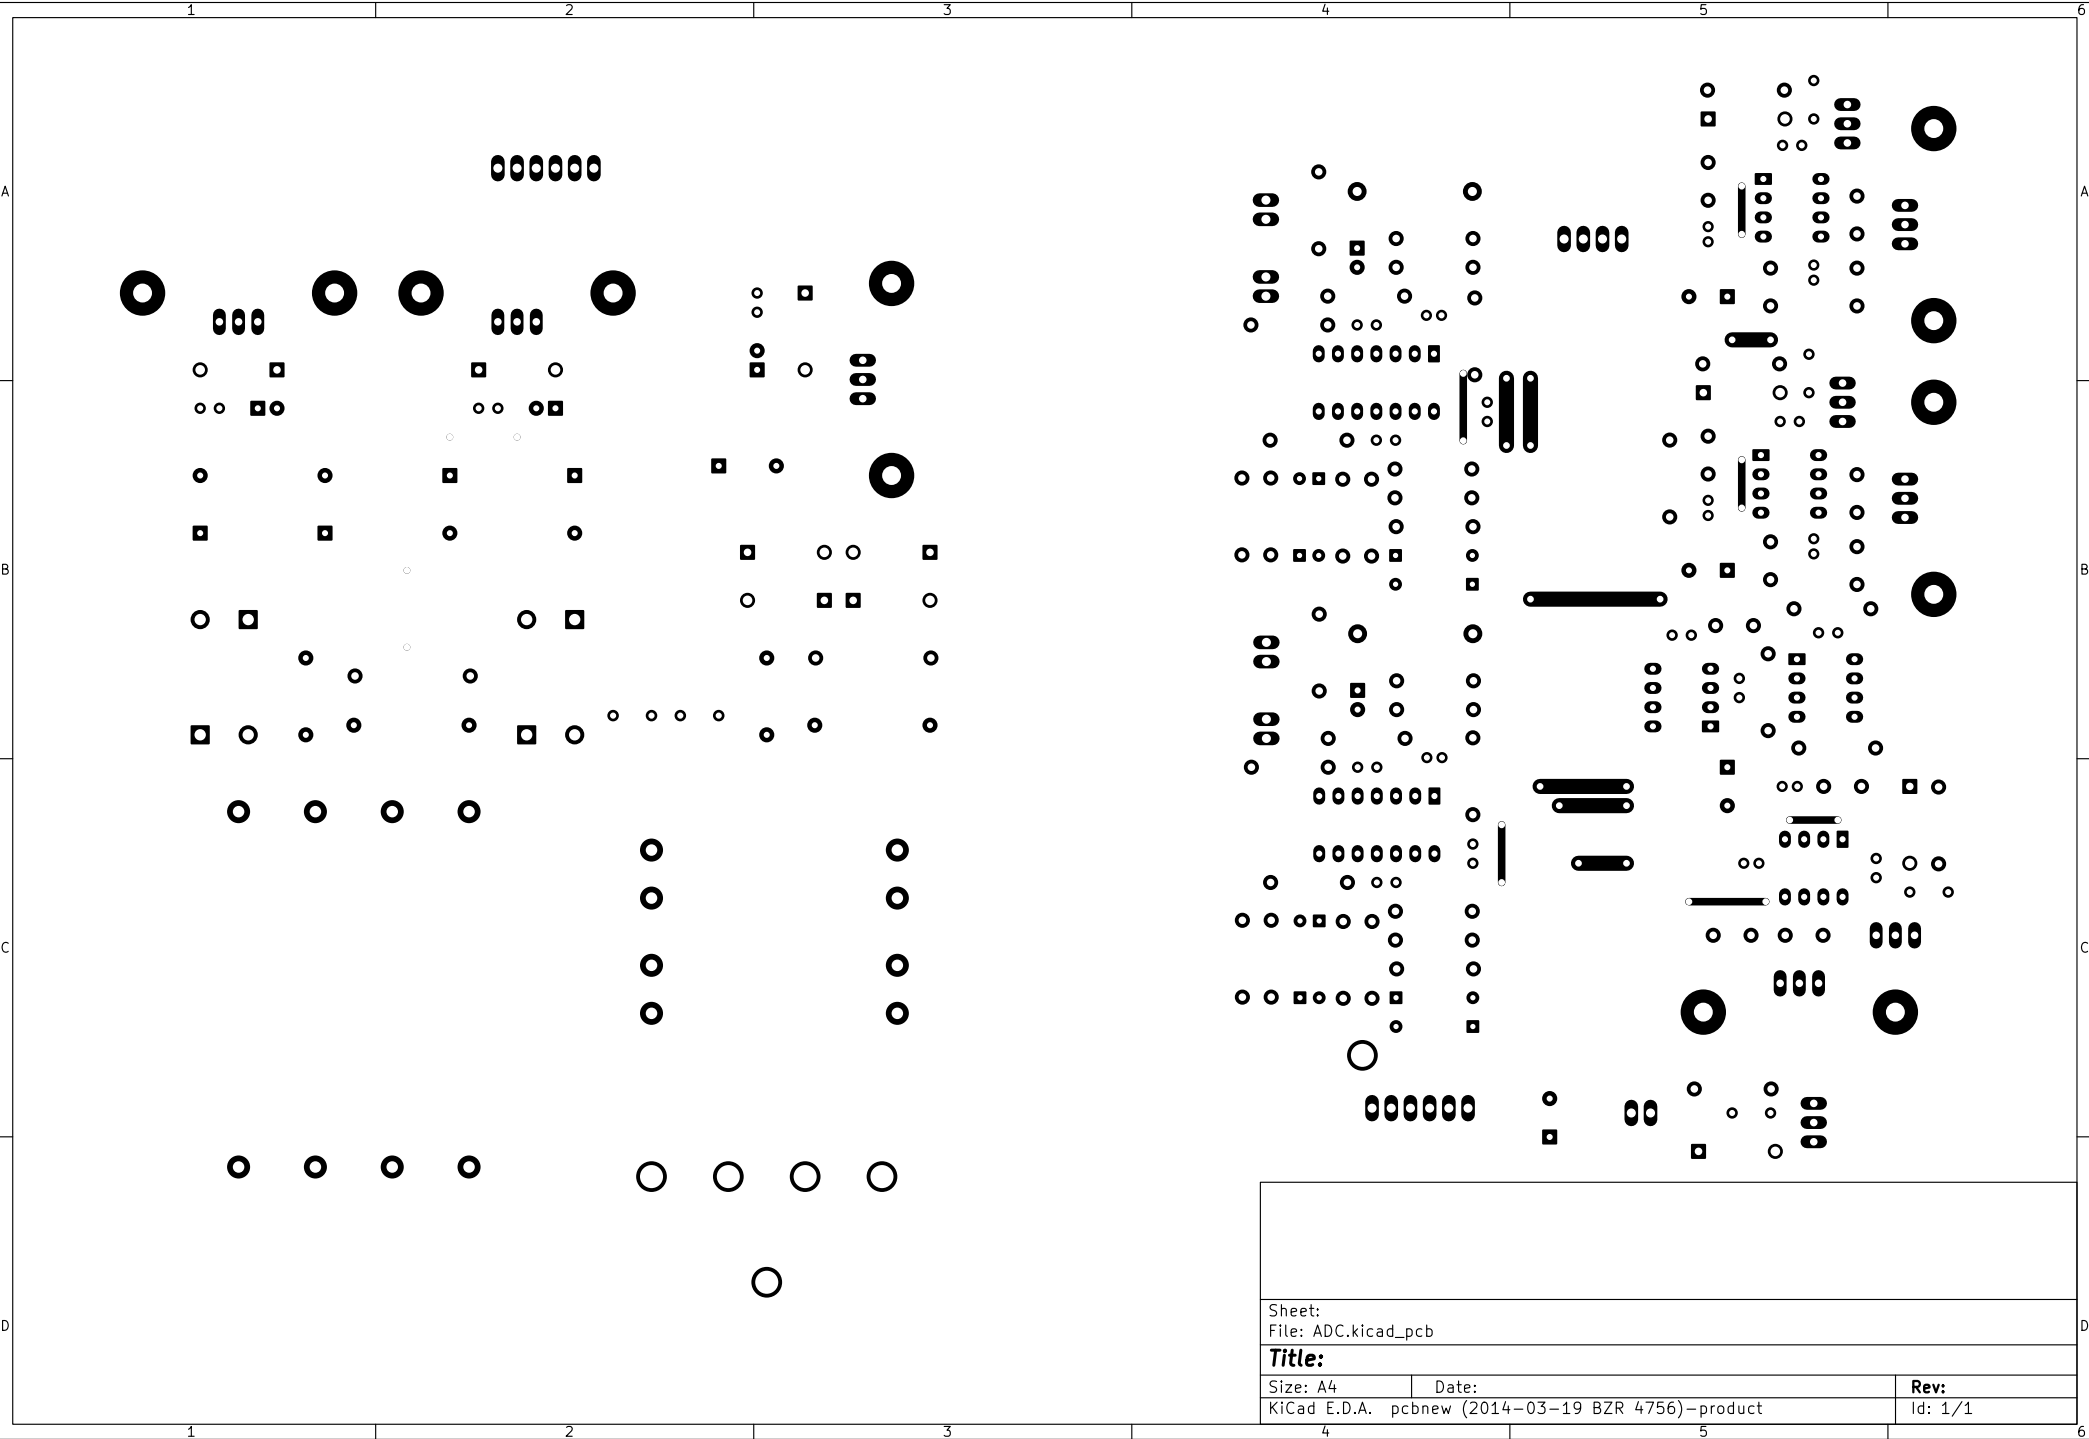 1 2 3 4 5 6
A A
B B
C C
Sheet:
File: ADC.kicad_pcb
D D
Title:
Size: A4 Date: Rev:
KiCad E.D.A. pcbnew (2014-03-19 BZR 4756)-product Id: 1/1
1 2 3 4 5 6